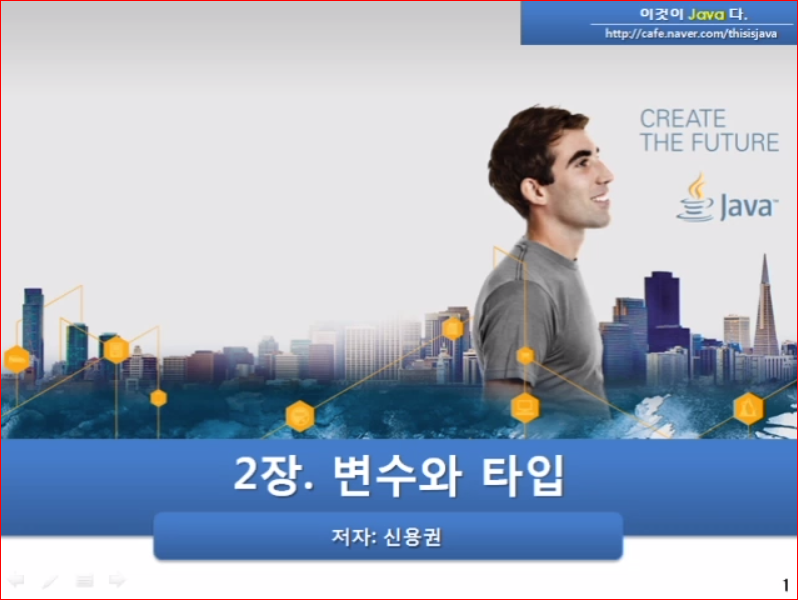 이것이 Java 다.
http://cafe.naver.com/thisisjava
CREATE
THE FUTURE
Java™
2장. 변수와 타입
저자: 신용권
1